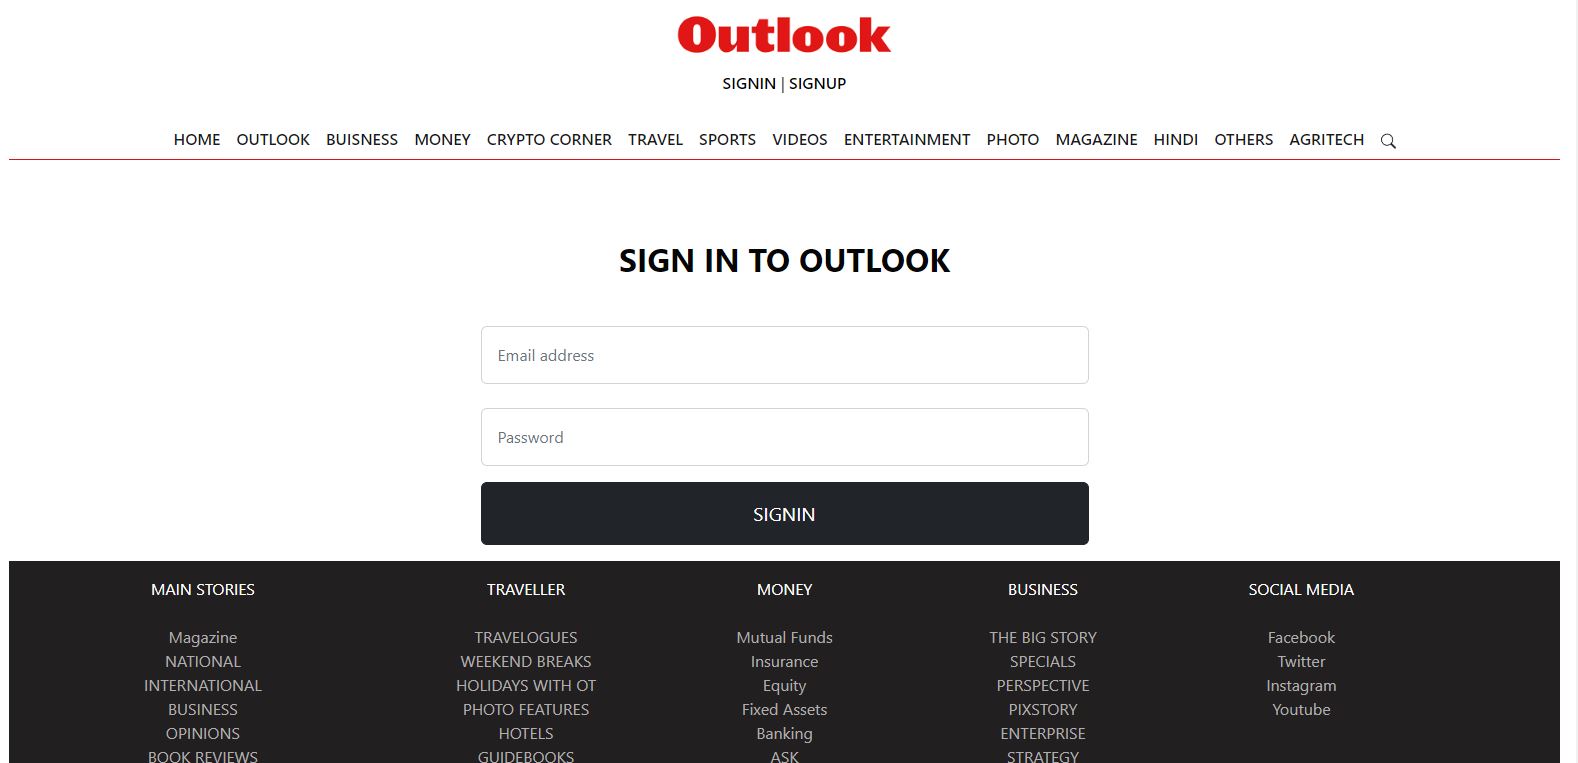 Outlook
SIGNIN | SIGNUP
HOME OUTLOOK BUISNESS MONEY CRYPTO CORNER TRAVEL SPORTS VIDEOS ENTERTAINMENT PHOTO MAGAZINE HINDI OTHERS AGRITECH
SIGN IN TO OUTLOOK
Email address
Password
SIGNIN
MAIN STORIES
Magazine
NATIONAL
INTERNATIONAL
BUSINESS
OPINIONS
BOOK REVIEWS
TRAVELLER
TRAVELOGUES
WEEKEND BREAKS
HOLIDAYS WITH OT
PHOTO FEATURES
HOTELS
GUIDEBOOKS
MONEY
Mutual Funds
Insurance
Equity
Fixed Assets
Banking
ASK
BUSINESS
THE BIG STORY
SPECIALS
PERSPECTIVE
PIXSTORY
ENTERPRISE
STRATEGY
SOCIAL MEDIA
Facebook
Twitter
Instagram
Youtube